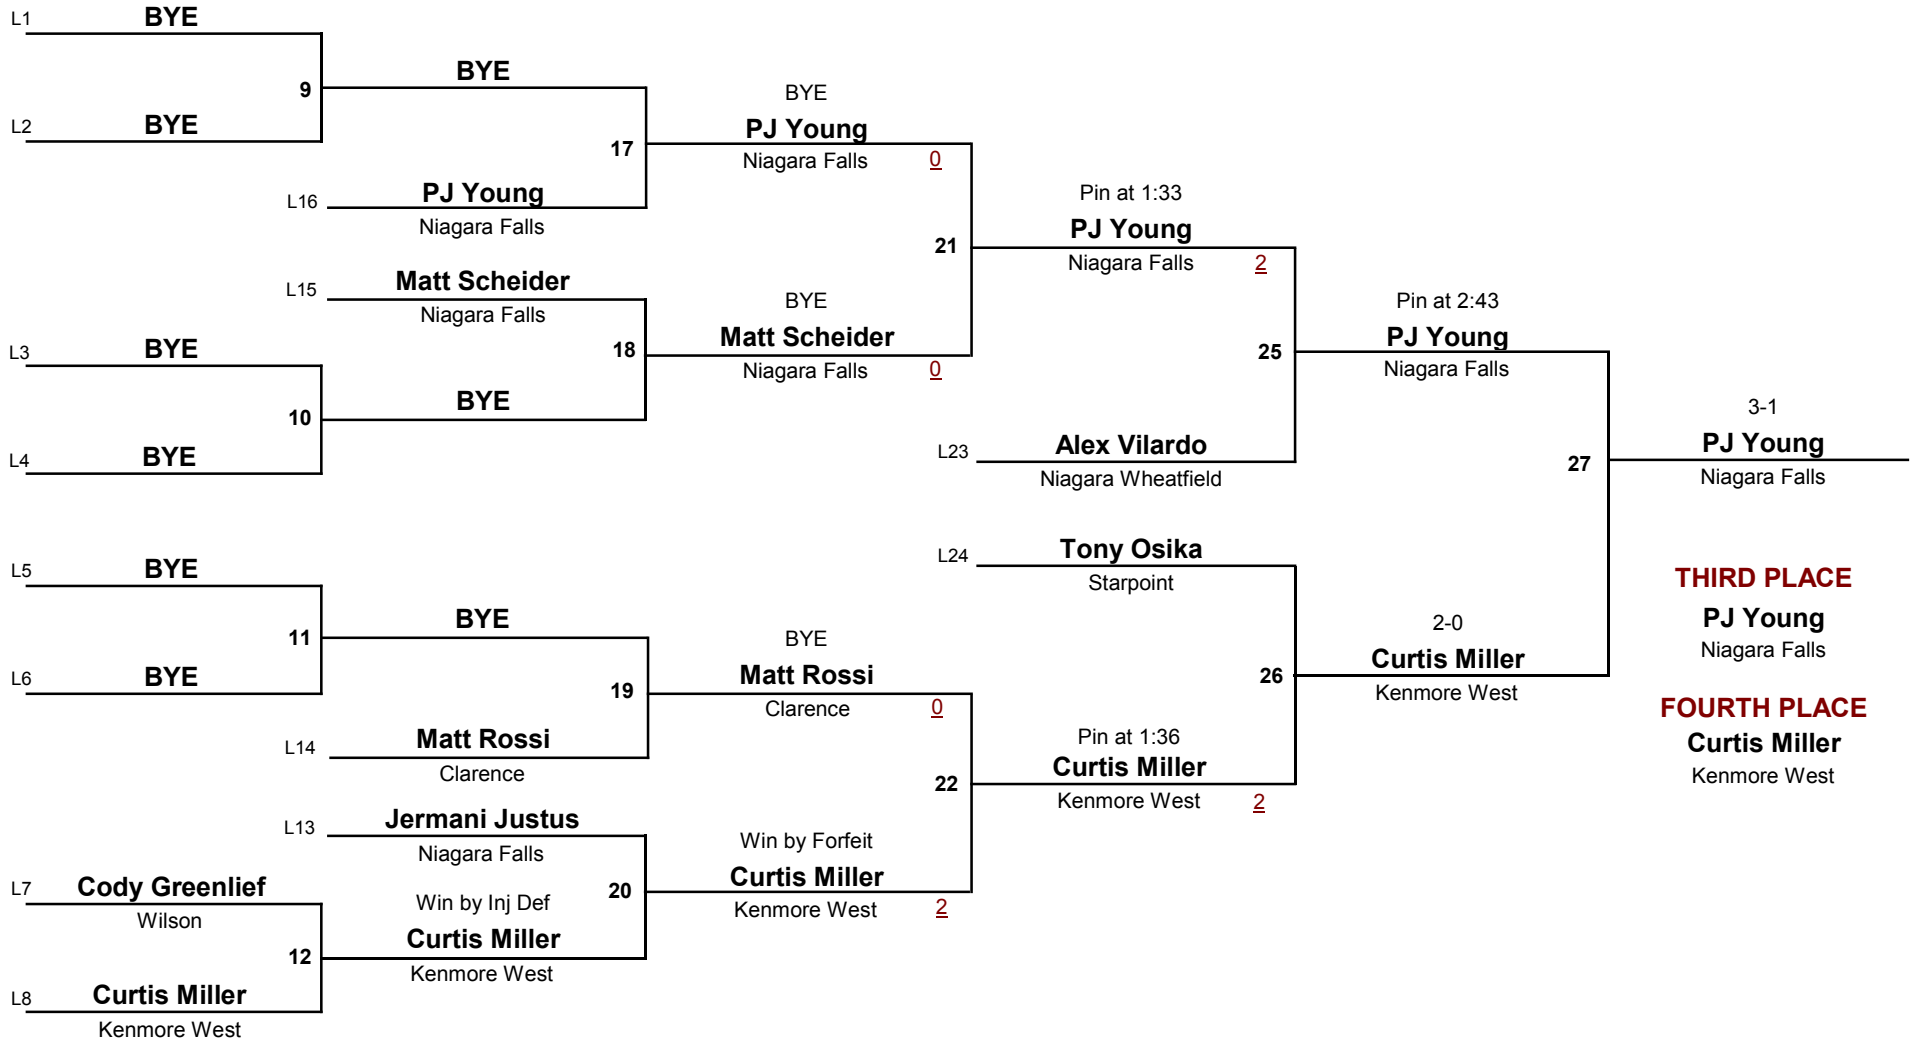 L1 BYE
9
BYE
L2 BYE
17
BYE
PJ Young
Niagara Falls 0
L16 PJ Young
Niagara Falls
21
Pin at 1:33
PJ Young
Niagara Falls 2
L15 Matt Scheider
Niagara Falls
18
BYE
Matt Scheider
Niagara Falls 0
L3 BYE
10
BYE
L4 BYE
25
Pin at 2:43
PJ Young
Niagara Falls
L23 Alex Vilardo
Niagara Wheatfield
27
3-1
PJ Young
Niagara Falls
L5 BYE
11
BYE
L6 BYE
19
BYE
Matt Rossi
Clarence 0
L14 Matt Rossi
Clarence
L24 Tony Osika
Starpoint
26
2-0
Curtis Miller
Kenmore West
22
Pin at 1:36
Curtis Miller
Kenmore West 2
L13 Jermani Justus
Niagara Falls
20
Win by Forfeit
Curtis Miller
Kenmore West 2
L7 Cody Greenlief
Wilson
12
Win by Inj Def
Curtis Miller
Kenmore West
L8 Curtis Miller
Kenmore West
THIRD PLACE
PJ Young
Niagara Falls
FOURTH PLACE
Curtis Miller
Kenmore West